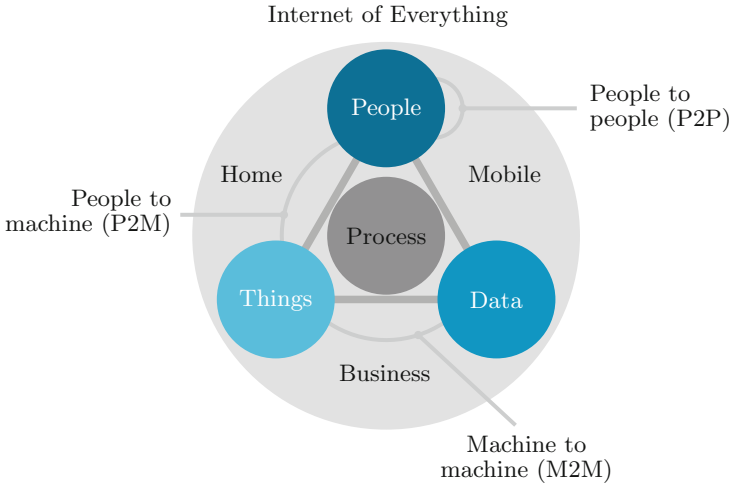 Internet of Everything
People
People to
people (P2P)
Home
Mobile
People to
machine (P2M)
Process
Things
Data
Business
Machine to
machine (M2M)